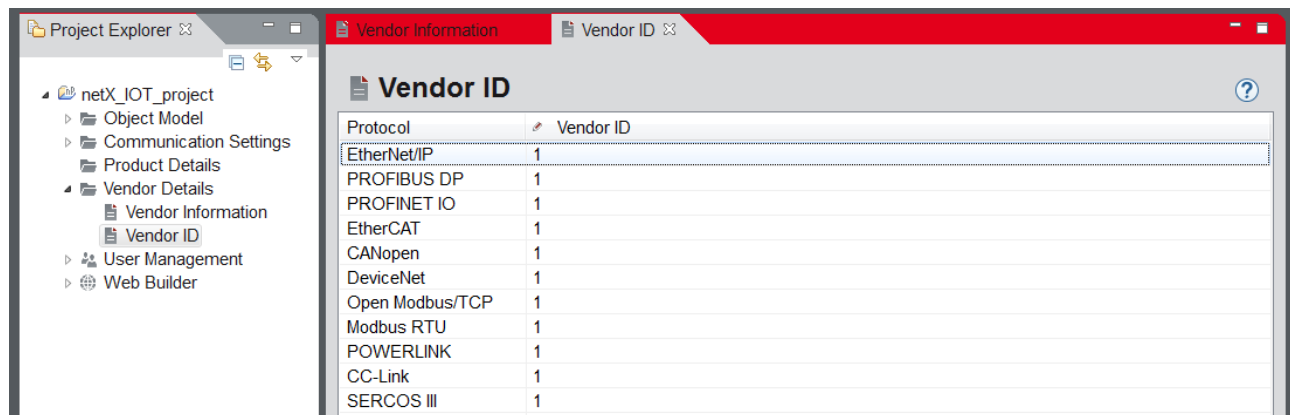 Project Explorer
netX_IOT_project
Object Model
Communication Settings
Product Details
Vendor Details
Vendor Information
Vendor ID
User Management
Web Builder
Vendor Information Vendor ID
Vendor ID
?
Protocol Vendor ID
EtherNet/IP 1
PROFIBUS DP 1
PROFINET IO 1
EtherCAT 1
CANopen 1
DeviceNet 1
Open Modbus/TCP 1
Modbus RTU 1
POWERLINK 1
CC-Link 1
SERCOS III 1